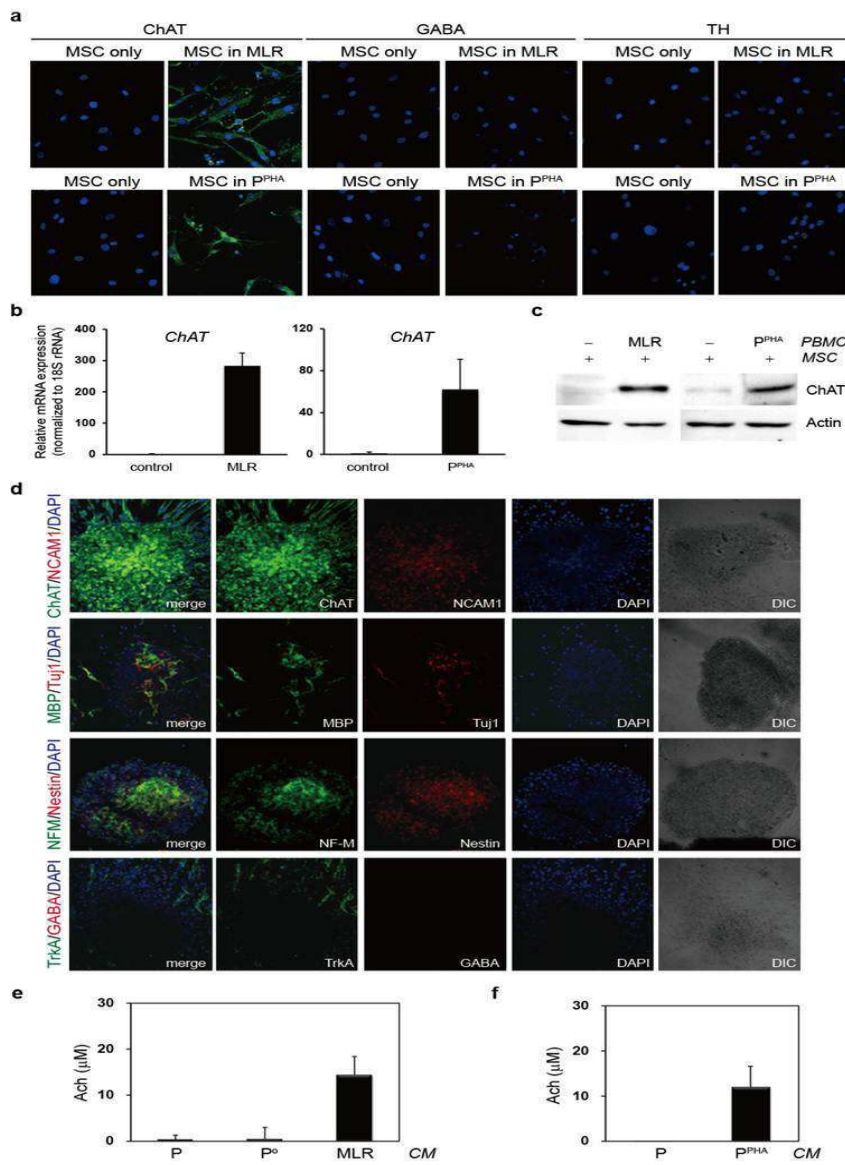 a
ChAT GABA TH
MSC only MSC in MLR MSC only MSC in MLR MSC only MSC in MLR
MSC only MSC in PPHA MSC only MSC in PPHA MSC only MSC in PPHA
b
Relative mRNA expression
(normalized to 18S rRNA)
ChAT
400
300
200
100
0
control MLR
ChAT
120
80
40
0
control PPHA
c
– MLR – PPHA PBMC
+ + + + MSC
ChAT
Actin
d
ChAT/NCAM1/DAPI
merge ChAT NCAM1 DAPI DIC
MBP/Tuj1/DAPI
merge MBP Tuj1 DAPI DIC
NFM/Nestin/DAPI
merge NF-M Nestin DAPI DIC
TrkA/GABA/DAPI
merge TrkA GABA DAPI DIC
e
Ach (μM)
30
20
10
0
P Po MLR CM
f
Ach (μM)
30
20
10
0
P PPHA CM